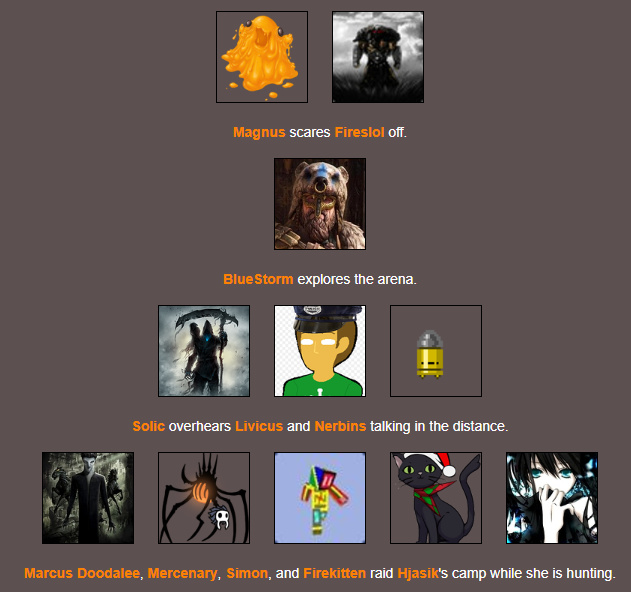 Magnus scares Fireslol off.
BlueStorm explores the arena.
Solic overhears Livicus and Nerbins talking in the distance.
Marcus Doodalee, Mercenary, Simon, and Firekitten raid Hjasik's camp while she is hunting.